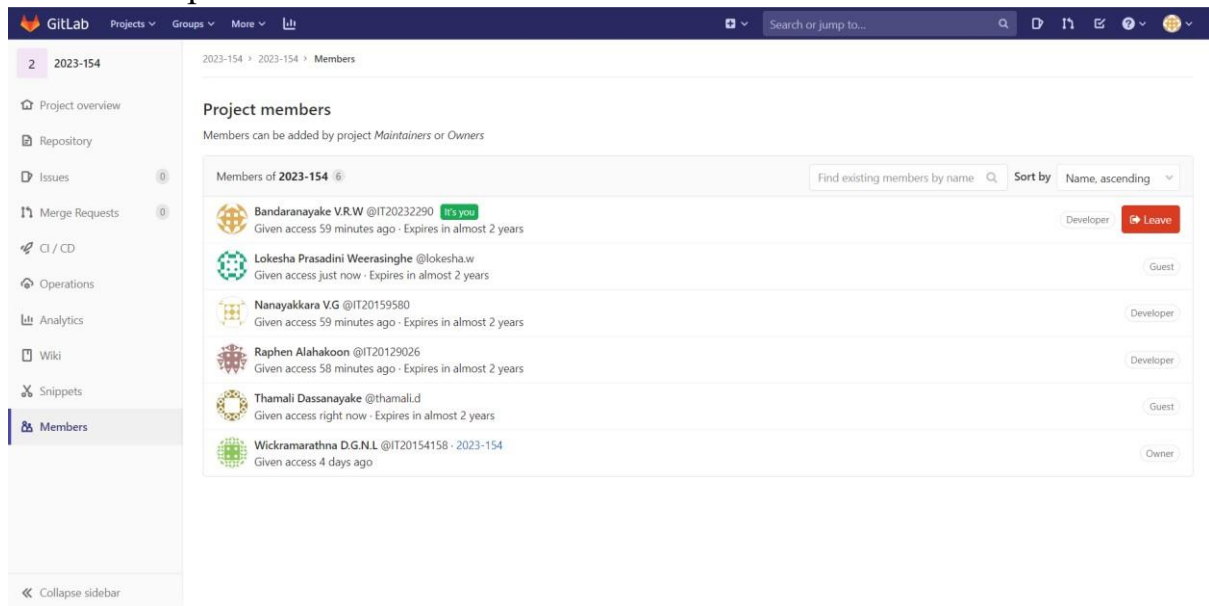 GitLab Projects Groups More Search or jump to...
2 2023-154
2023-154 > 2023-154 > Members
Project overview
Repository
Issues 0
Merge Requests 0
CI / CD
Operations
Analytics
Wiki
Snippets
Members
Collapse sidebar
Project members
Members can be added by project Maintainers or Owners
Members of 2023-154 6 Find existing members by name Sort by Name, ascending
Bandaranayake V.R.W @IT20232290 It's you Developer Leave
Given access 59 minutes ago · Expires in almost 2 years
Lokesha Prasadini Weerasinghe @lokesha.w Guest
Given access just now · Expires in almost 2 years
Nanayakkara V.G @IT20159580 Developer
Given access 59 minutes ago · Expires in almost 2 years
Raphen Alahakoon @IT20129026 Developer
Given access 58 minutes ago · Expires in almost 2 years
Thamali Dassanayake @thamali.d Guest
Given access right now · Expires in almost 2 years
Wickramarathna D.G.N.L @IT20154158 · 2023-154 Owner
Given access 4 days ago